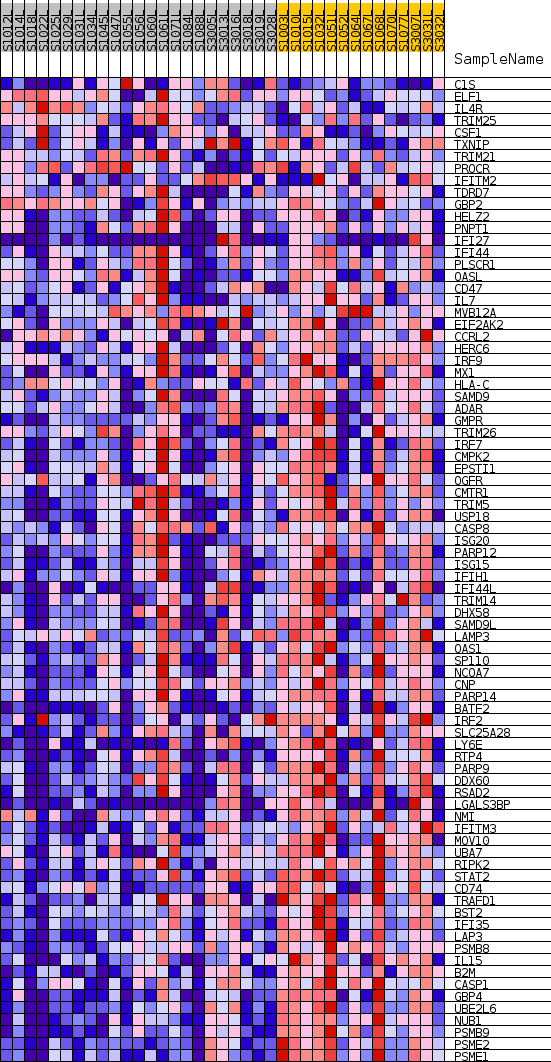 S1012
S1014
S1018
S1022
S1025
S1029
S1031
S1034
S1045
S1047
S1055
S1056
S1060
S1061
S1071
S1084
S1088
S3005
S3013
S3016
S3018
S3019
S3028
S1003
S1010
S1015
S1032
S1051
S1052
S1064
S1067
S1068
S1070
S1077
S3007
S3031
S3032
SampleName
C1S
ELF1
IL4R
TRIM25
CSF1
TXNIP
TRIM21
PROCR
IFITM2
TDRD7
GBP2
HELZ2
PNPT1
IFI27
IFI44
PLSCR1
OASL
CD47
IL7
MVB12A
EIF2AK2
CCRL2
HERC6
IRF9
MX1
HLA-C
SAMD9
ADAR
GMPR
TRIM26
IRF7
CMPK2
EPSTI1
OGFR
CMTR1
TRIM5
USP18
CASP8
ISG20
PARP12
ISG15
IFIH1
IFI44L
TRIM14
DHX58
SAMD9L
LAMP3
OAS1
SP110
NCOA7
CNP
PARP14
BATF2
IRF2
SLC25A28
LY6E
RTP4
PARP9
DDX60
RSAD2
LGALS3BP
NMI
IFITM3
MOV10
UBA7
RIPK2
STAT2
CD74
TRAFD1
BST2
IFI35
LAP3
PSMB8
IL15
B2M
CASP1
GBP4
UBE2L6
NUB1
PSMB9
PSME2
PSME1